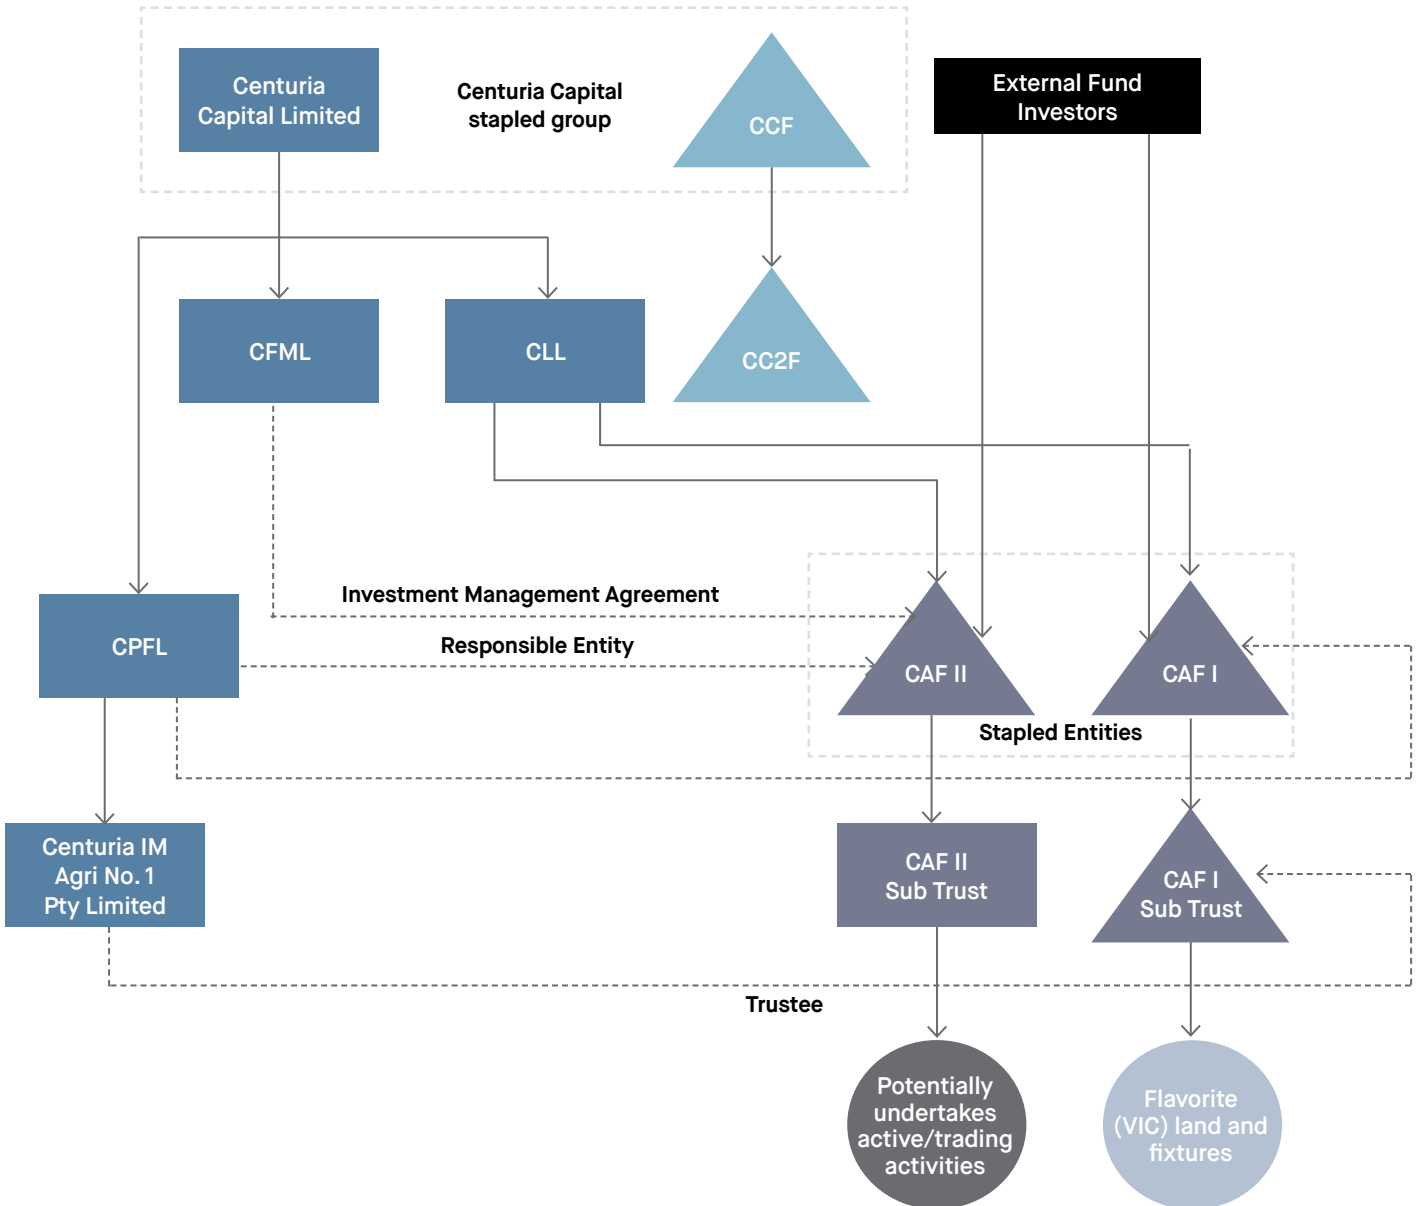 Centuria
Capital Limited
Centuria Capital
stapled group
CCF
External Fund
Investors
CFML
CLL
CC2F
Investment Management Agreement
CPFL
Responsible Entity
CAF II
CAF I
Stapled Entities
Centuria IM
Agri No. 1
Pty Limited
CAF II
Sub Trust
CAF I
Sub Trust
Trustee
Potentially
undertakes
active/trading
activities
Flavorite
(VIC) land and
fixtures